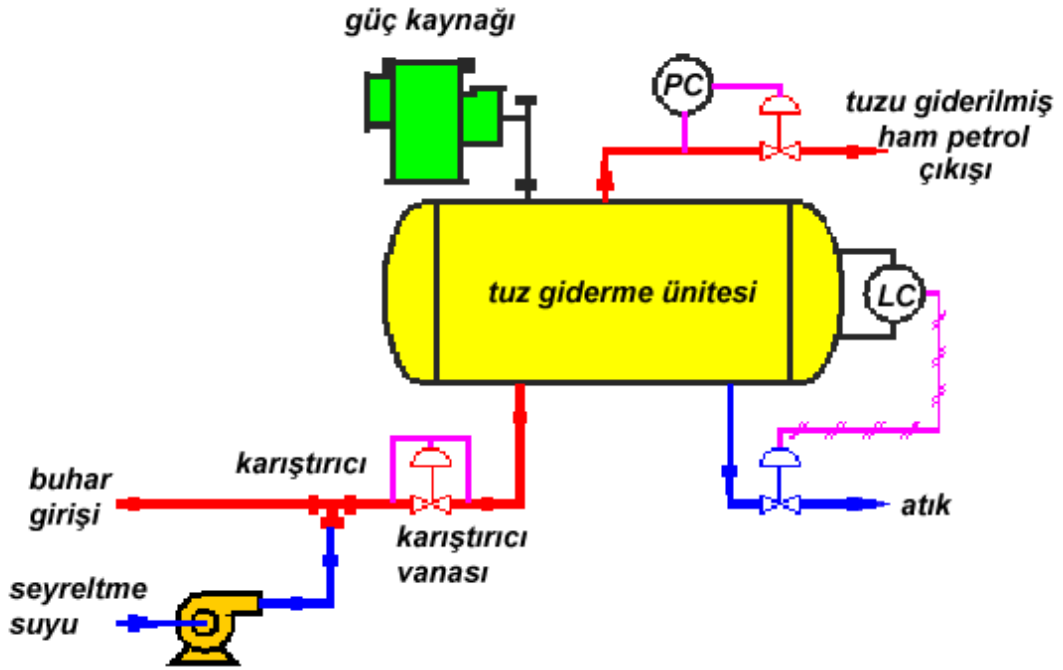 güç kaynağı
PC
tuzu giderilmiş
ham petrol
çıkışı
tuz giderme ünitesi
LC
karıştırıcı
buhar
girişi
karıştırıcı
vanası
atık
seyreltme
suyu